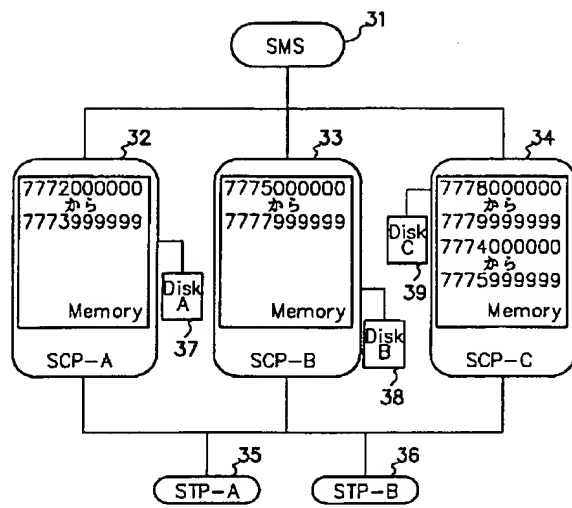 31
SMS
32
33
34
7772000000
から
7773999999
Memory
SCP-A
Disk
A
37
7775000000
から
7777999999
Memory
SCP-B
Disk
B
38
7778000000
から
7779999999
7774000000
から
7775999999
Memory
SCP-C
Disk
C
39
35
STP-A
36
STP-B